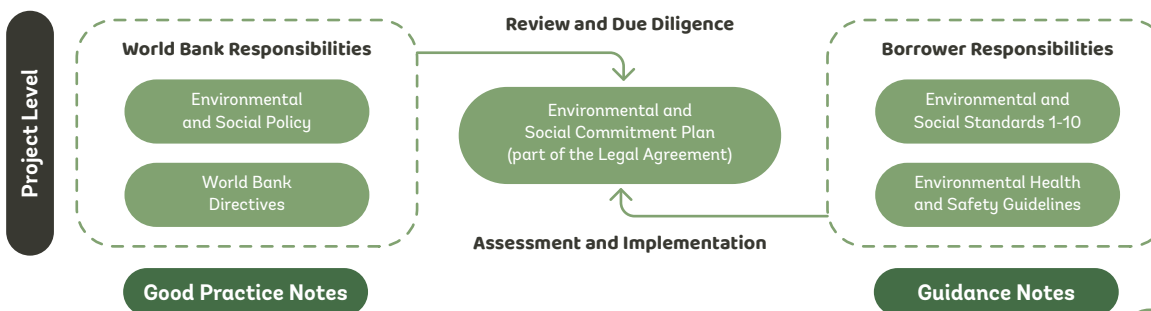 Project Level
World Bank Responsibilities
Environmental
and Social Policy
World Bank
Directives
Good Practice Notes
Review and Due Diligence
Environmental and
Social Commitment Plan
(part of the Legal Agreement)
Assessment and Implementation
Borrower Responsibilities
Environmental and
Social Standards 1-10
Environmental Health
and Safety Guidelines
Guidance Notes